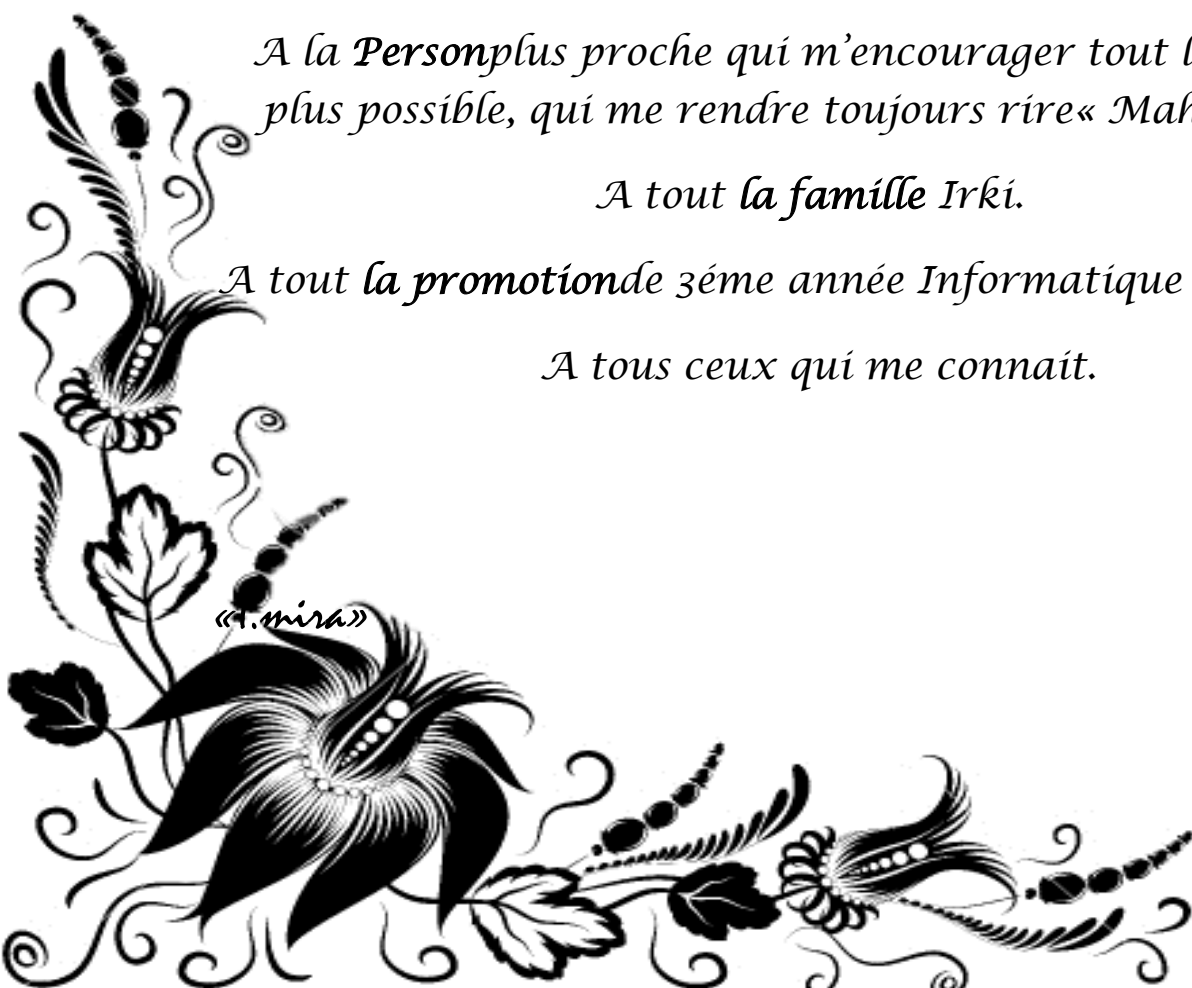 A la Personplus proche qui m’encourager tout
plus possible, qui me rendre toujours rire«
A tout la famille Irki.
A tout la promotionde 3éme année Informatique
A tous ceux qui me connait.
«I.mira»